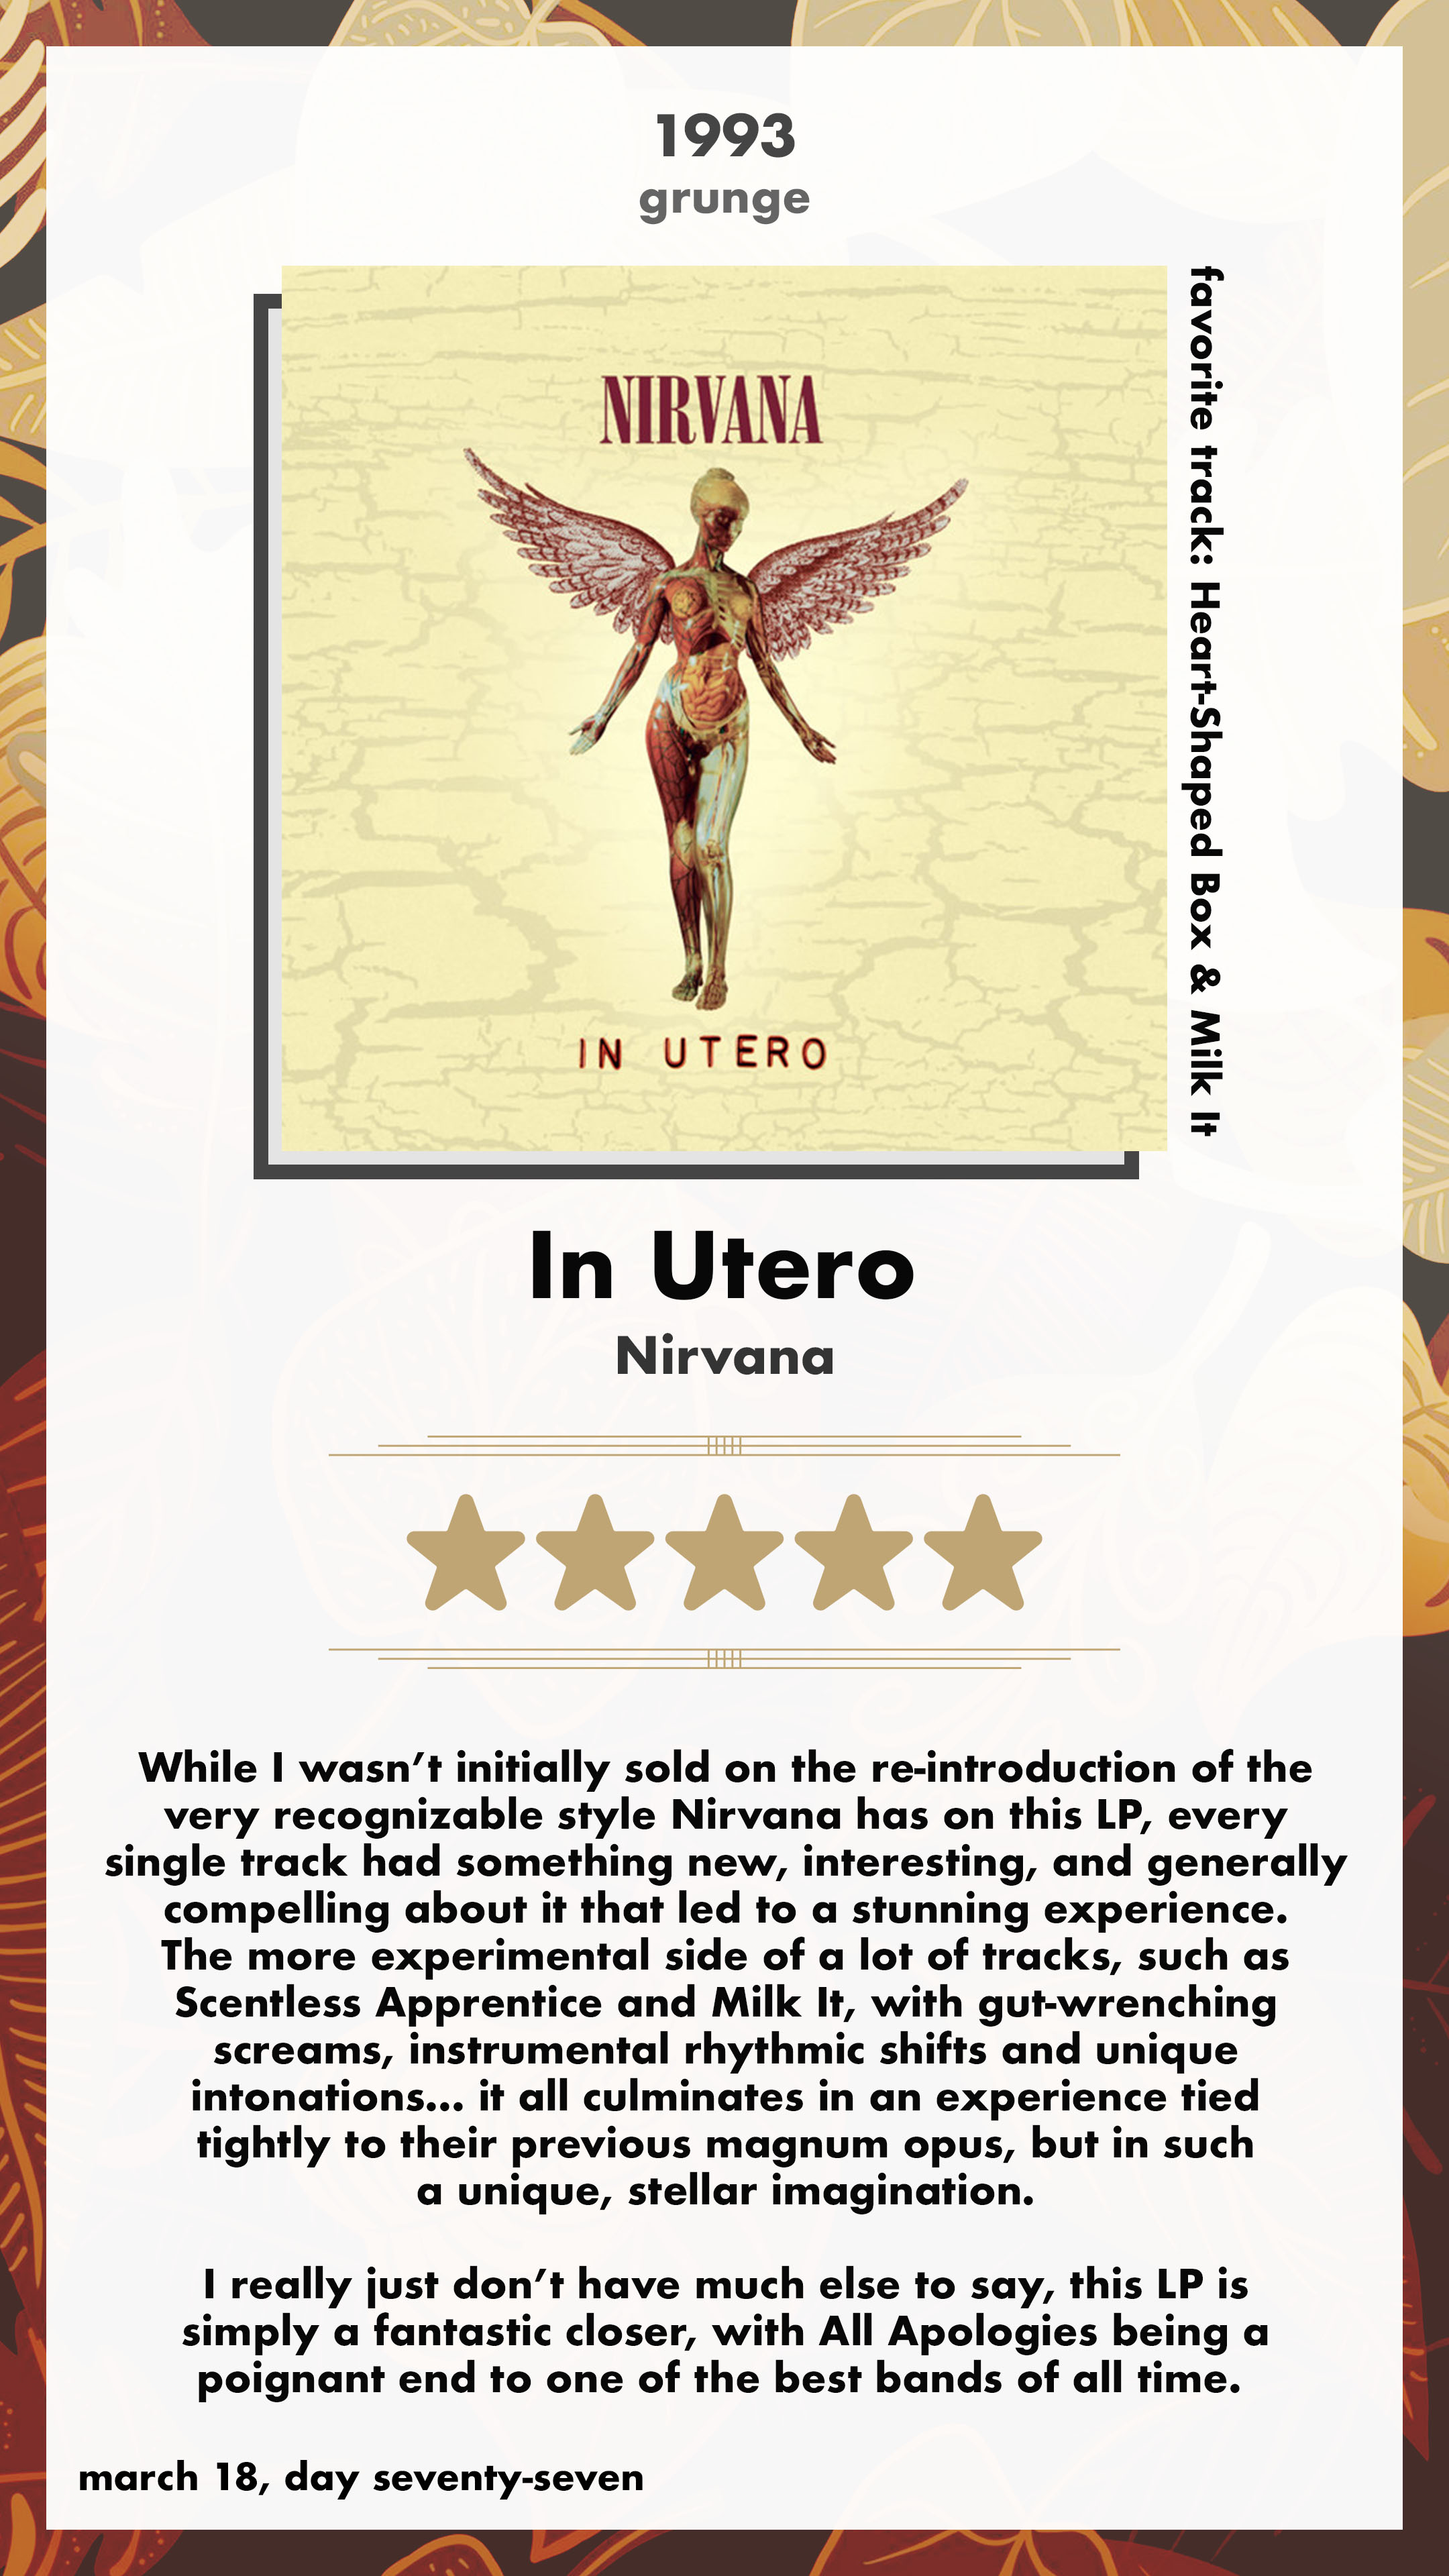 1993
grunge
NIRVANA
IN UTERO
favorite track: Heart-Shaped Box & Milk It
In Utero
Nirvana
While I wasn’t initially sold on the re-introduction of the
very recognizable style Nirvana has on this LP, every
single track had something new, interesting, and generally
compelling about it that led to a stunning experience.
The more experimental side of a lot of tracks, such as
Scentless Apprentice and Milk It, with gut-wrenching
screams, instrumental rhythmic shifts and unique
intonations... it all culminates in an experience tied
tightly to their previous magnum opus, but in such
a unique, stellar imagination.
I really just don’t have much else to say, this LP is
simply a fantastic closer, with All Apologies being a
poignant end to one of the best bands of all time.
march 18, day seventy-seven